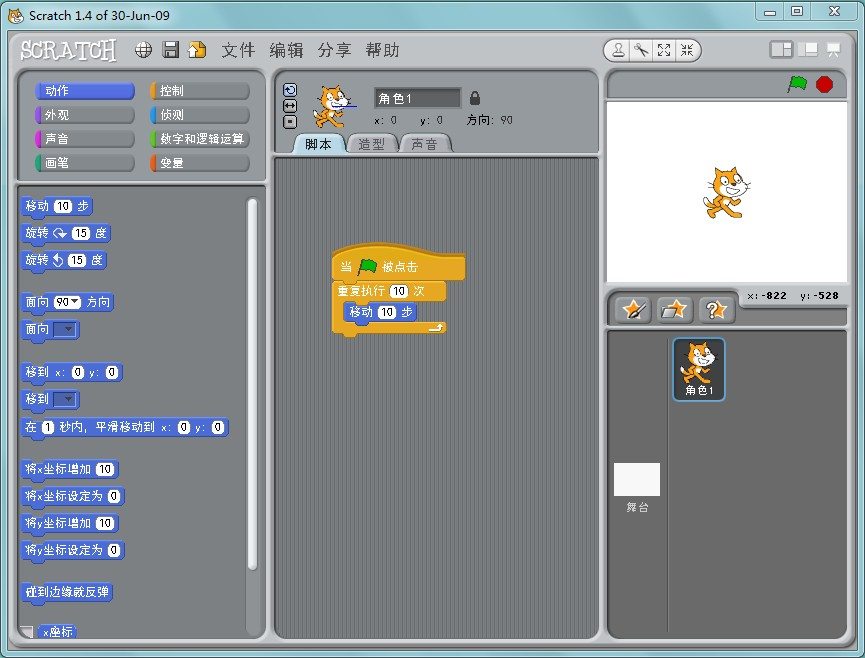 Scratch 1.4 of 30-Jun-09
SCRATCH 文件 编辑 分享 帮助
动作 控制
外观 侦测
声音 数字和逻辑运算
画笔 变量
角色1
x: 0 y: 0 方向: 90
脚本 造型 声音
移动 10 步
旋转 15 度
旋转 15 度
面向 90 方向
面向
移到 x: 0 y: 0
移到
在 1 秒内, 平滑移动到 x: 0 y: 0
将x坐标增加 10
将x坐标设定为 0
将y坐标增加 10
将y坐标设定为 0
碰到边缘就反弹
x座标
当 被点击
重复执行 10 次
移动 10 步
x: -822 y: -528
角色1
舞台